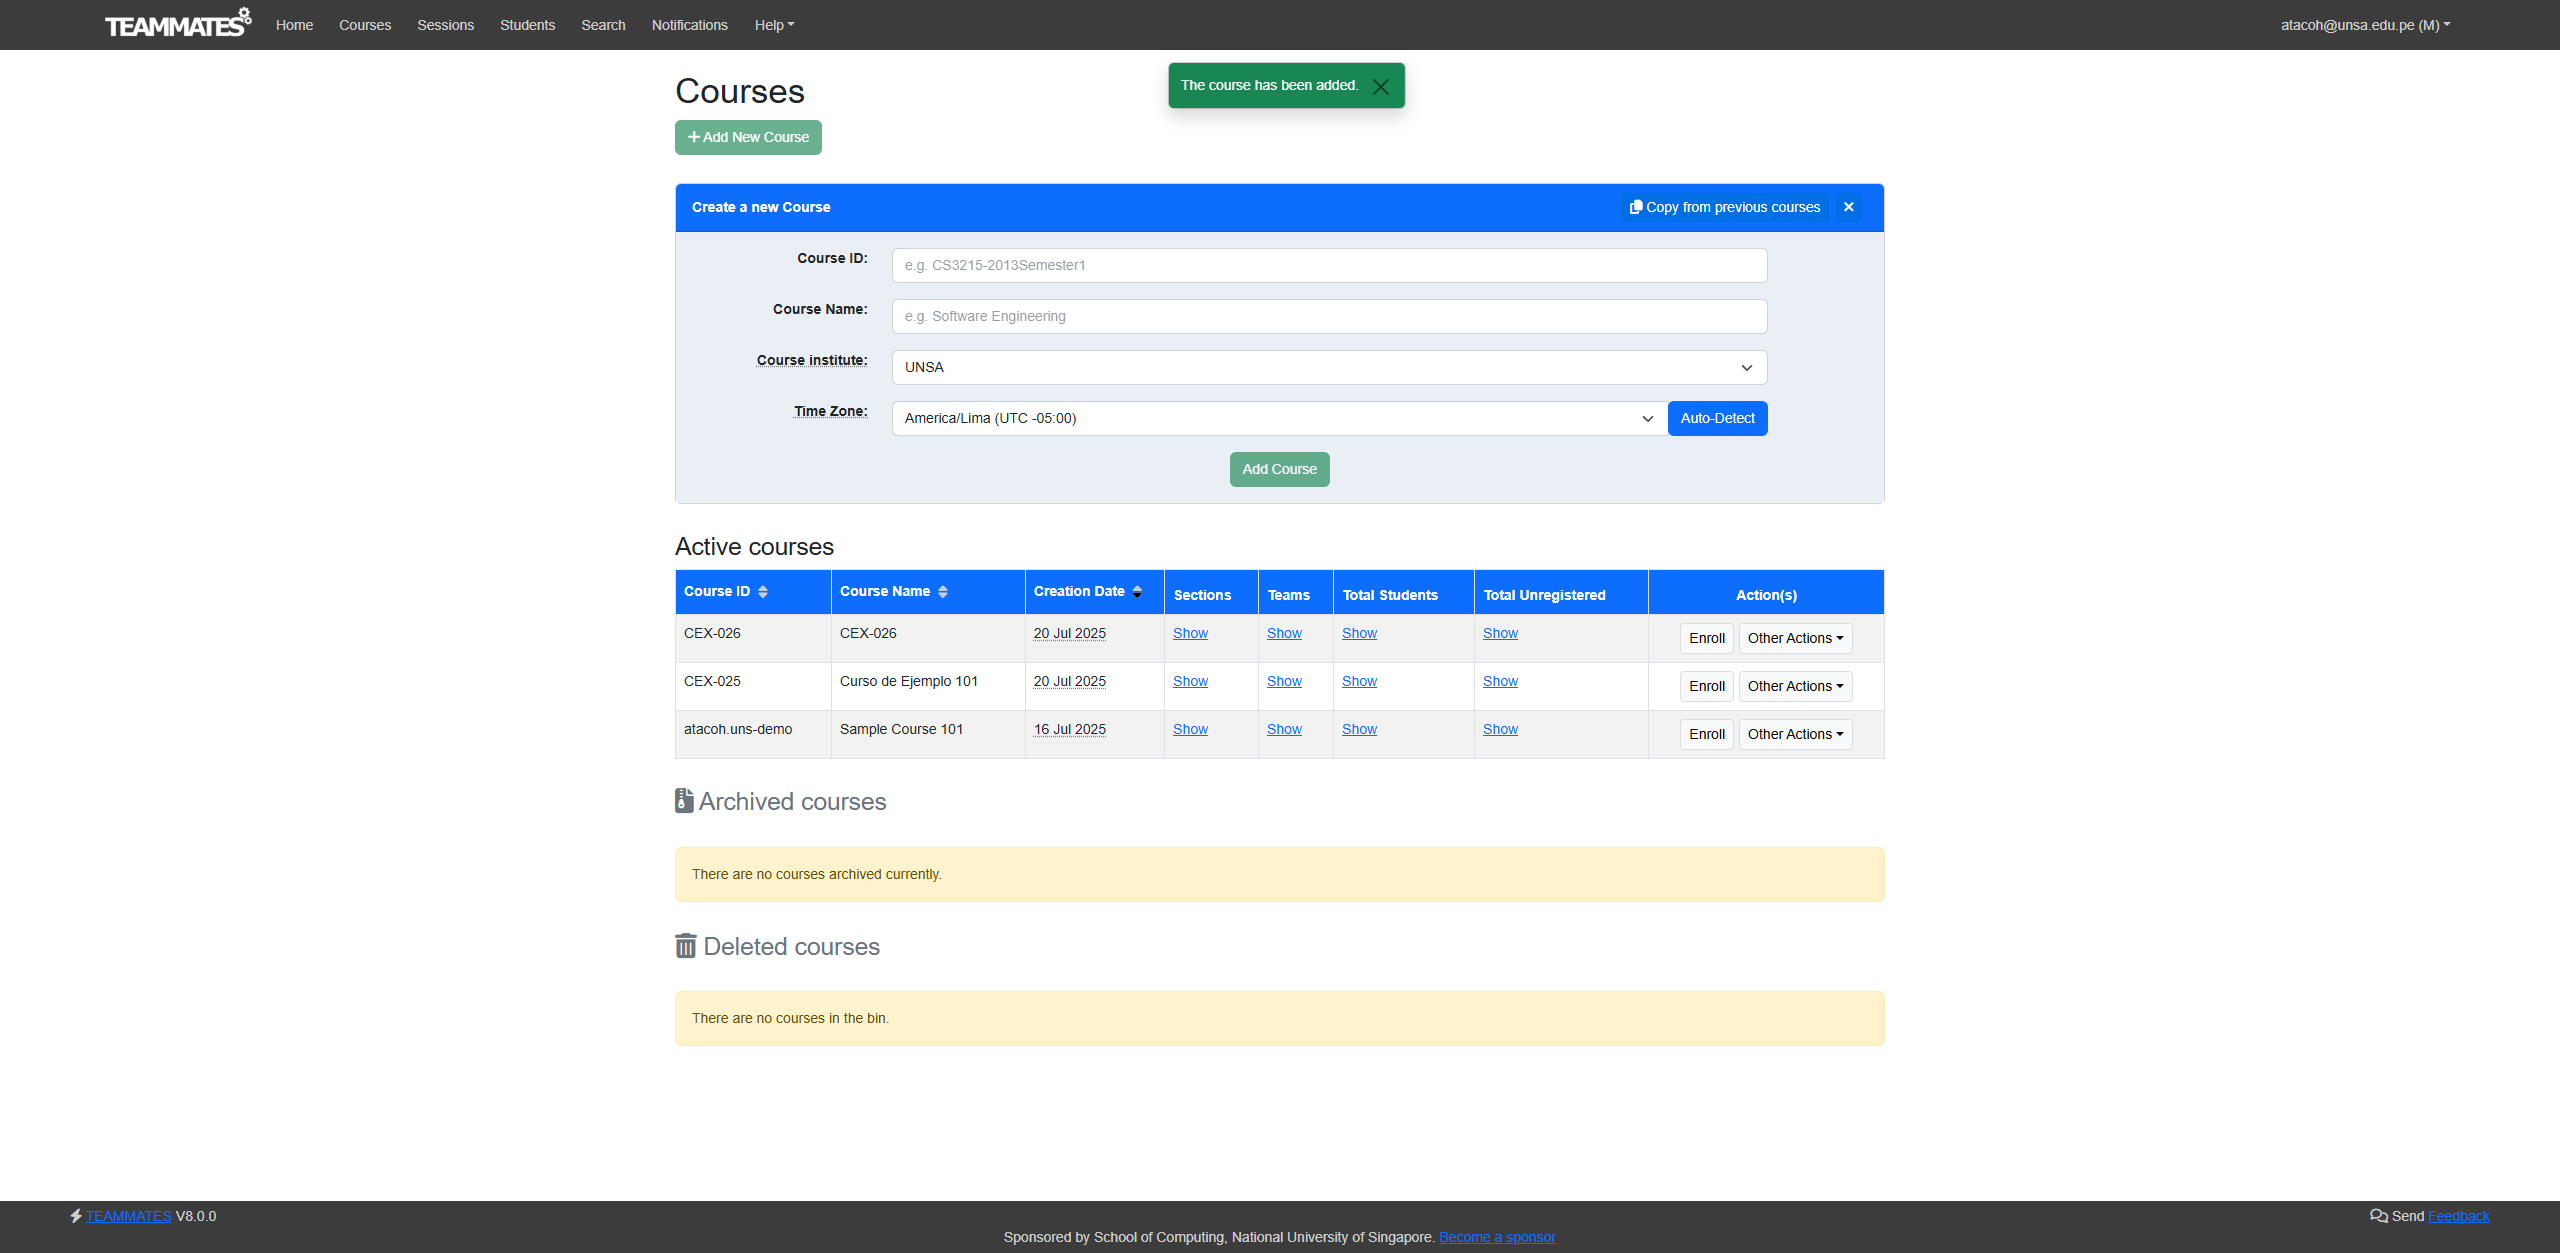 TEAMMATES Home Courses Sessions Students Search Notifications Help atacoh@unsa.edu.pe (M)
The course has been added.
Courses
Add New Course
Create a new Course Copy from previous courses
Course ID: e.g. CS3215-2013Semester1
Course Name: e.g. Software Engineering
Course institute: UNSA
Time Zone: America/Lima (UTC -05:00) Auto-Detect
Add Course
Active courses
Course ID Course Name Creation Date Sections Teams Total Students Total Unregistered Action(s)
CEX-026 CEX-026 20 Jul 2025 Show Show Show Show Enroll Other Actions
CEX-025 Curso de Ejemplo 101 20 Jul 2025 Show Show Show Show Enroll Other Actions
atacoh.uns-demo Sample Course 101 16 Jul 2025 Show Show Show Show Enroll Other Actions
Archived courses
There are no courses archived currently.
Deleted courses
There are no courses in the bin.
TEAMMATES V8.0.0 Send Feedback
Sponsored by School of Computing, National University of Singapore. Become a sponsor